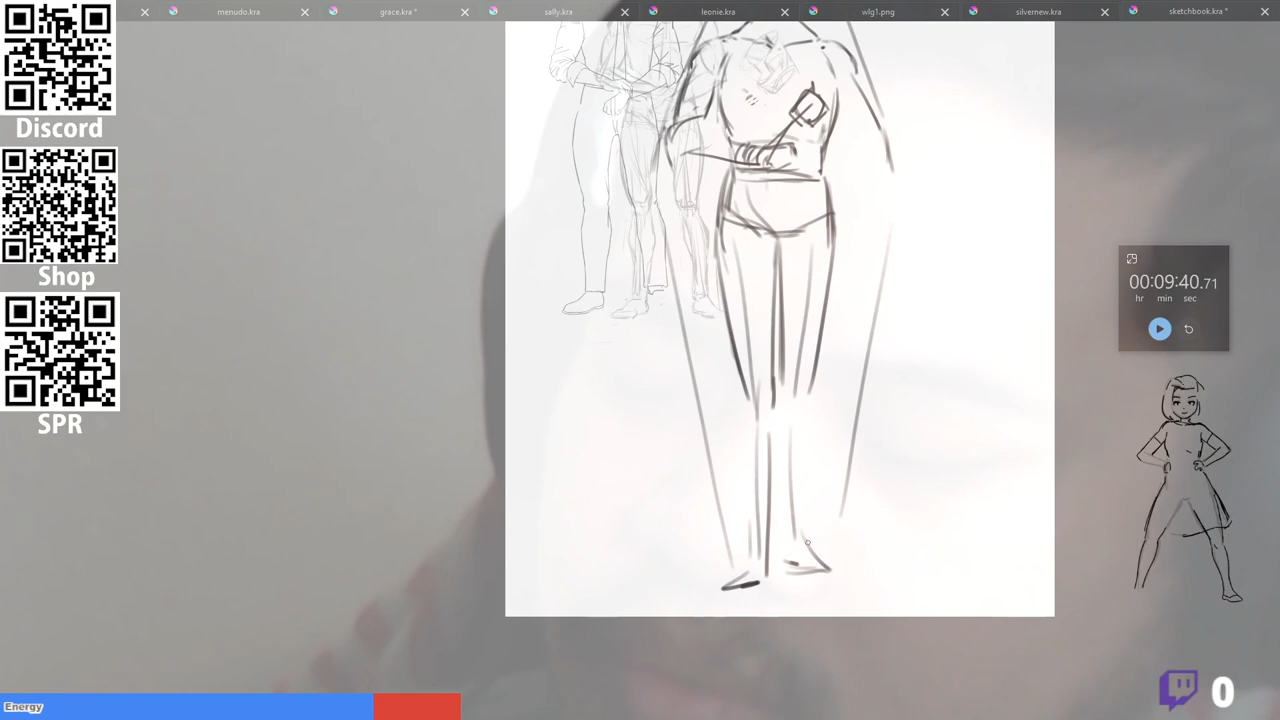 menudo.kra
grace.kra *
sally.kra
leonie.kra
wlg1.png
silvernew.kra
sketchbook.kra *
Discord
Shop
SPR
00:09:40.71
hr min sec
Energy
0